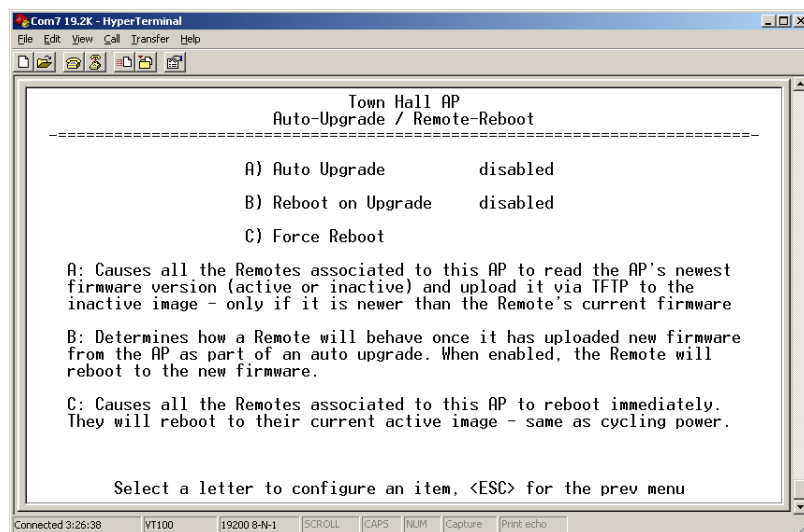 Com7 19.2K - HyperTerminal
File Edit View Call Transfer Help
Town Hall AP
Auto-Upgrade / Remote-Reboot
-==========================================================================-
A) Auto Upgrade disabled
B) Reboot on Upgrade disabled
C) Force Reboot
A: Causes all the Remotes associated to this AP to read the AP's newest
firmware version (active or inactive) and upload it via TFTP to the
inactive image - only if it is newer than the Remote's current firmware
B: Determines how a Remote will behave once it has uploaded new firmware
from the AP as part of an auto upgrade. When enabled, the Remote will
reboot to the new firmware.
C: Causes all the Remotes associated to this AP to reboot immediately.
They will reboot to their current active image - same as cycling power.
Select a letter to configure an item, <ESC> for the prev menu
Connected 3:26:38 VT100 19200 8-N-1 SCROLL CAPS NUM Capture Print echo